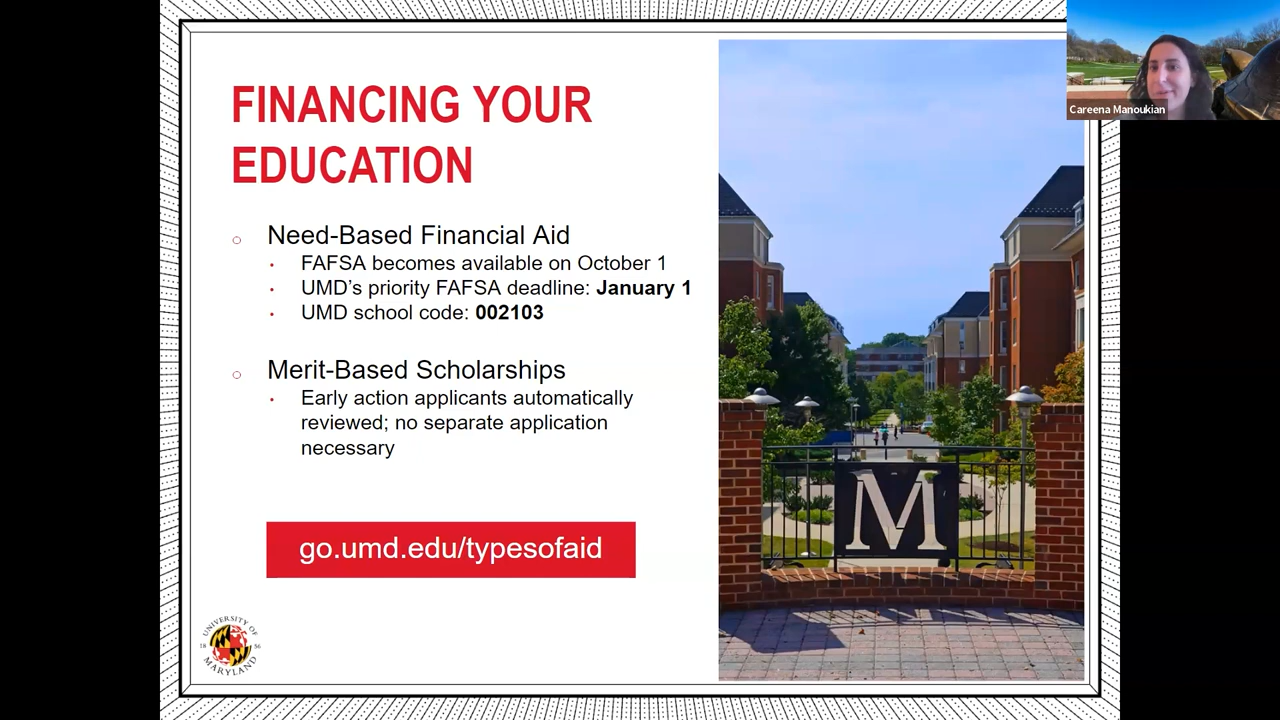 FINANCING YOUR
EDUCATION
Need-Based Financial Aid
FAFSA becomes available on October 1
UMD’s priority FAFSA deadline: January 1
UMD school code: 002103
Merit-Based Scholarships
Early action applicants automatically
reviewed; no separate application
necessary
go.umd.edu/typesofaid
UNIVERSITY OF
18 56
MARYLAND
M
Careena Manoukian